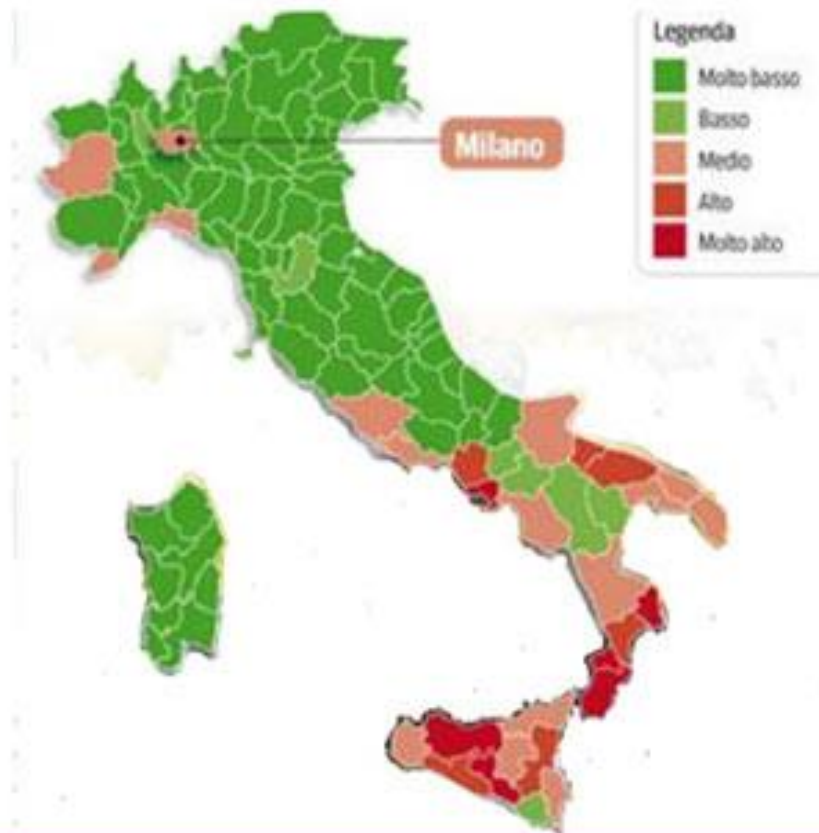 Legenda
Molto basso
Basso
Medio
Alto
Molto alto
Milano